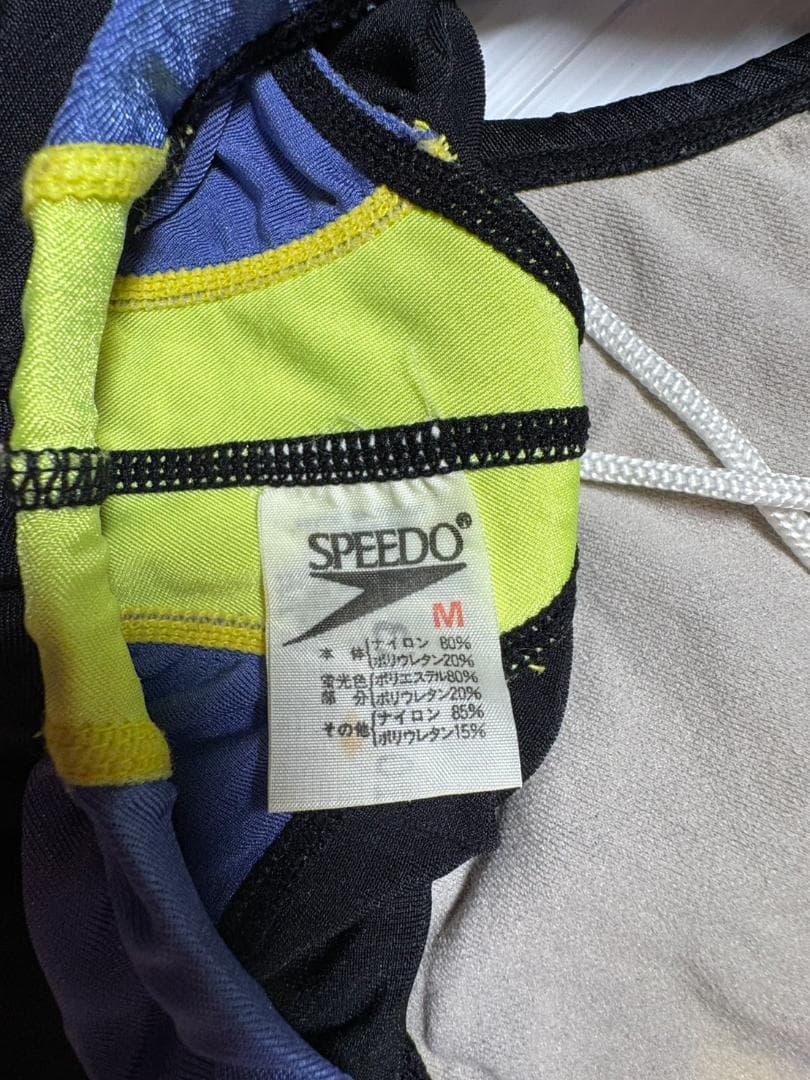 SPEEDO®
M
本体{ナイロン 80%
ポリウレタン20%
蛍光色{ポリエステル80%
部分 ポリウレタン20%
その他{ナイロン 85%
ポリウレタン15%